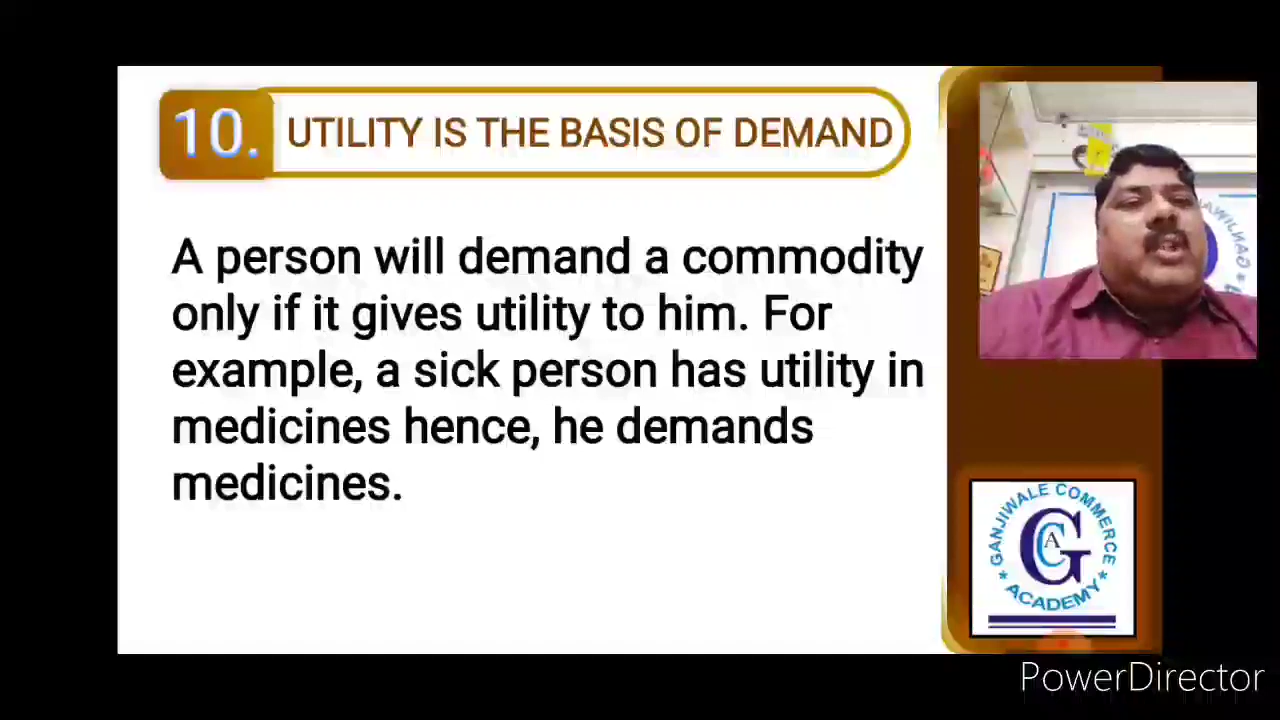 10. UTILITY IS THE BASIS OF DEMAND
A person will demand a commodity
only if it gives utility to him. For
example, a sick person has utility in
medicines hence, he demands
medicines.
GANJIWALE COMMERCE
GCA
* ACADEMY *
PowerDirector